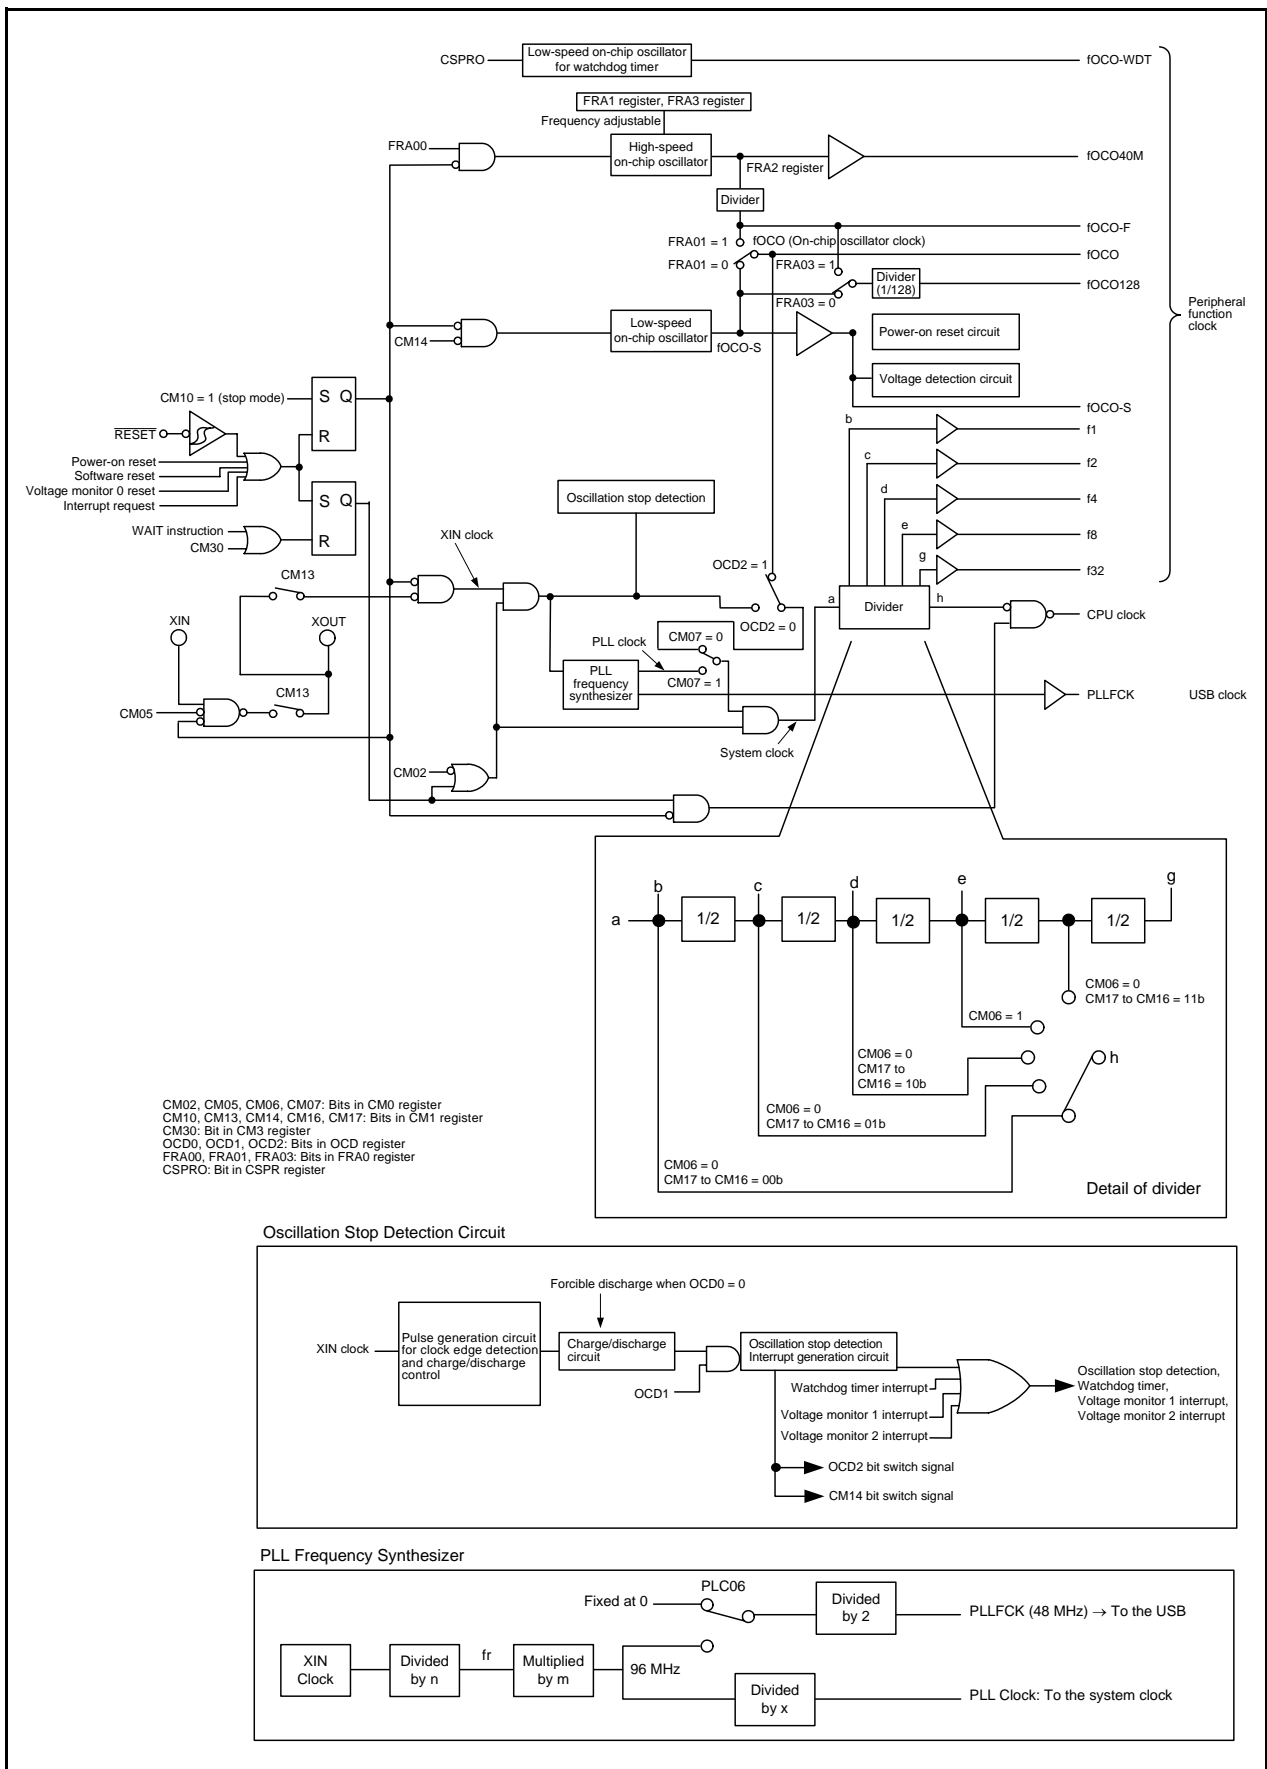 CSPRO
Low-speed on-chip oscillator
for watchdog timer
fOCO-WDT
FRA1 register, FRA3 register
Frequency adjustable
FRA00
High-speed
on-chip oscillator
FRA2 register
fOCO40M
Divider
fOCO-F
FRA01 = 1
fOCO (On-chip oscillator clock)
fOCO
FRA01 = 0
FRA03 = 1
Divider
(1/128)
fOCO128
FRA03 = 0
Peripheral
function
clock
CM14
Low-speed
on-chip oscillator
fOCO-S
Power-on reset circuit
Voltage detection circuit
fOCO-S
CM10 = 1 (stop mode)
S Q
R
RESET
Power-on reset
Software reset
Voltage monitor 0 reset
Interrupt request
S Q
R
WAIT instruction
CM30
b
f1
c
f2
d
f4
e
f8
g
f32
Oscillation stop detection
XIN clock
CM13
XIN
XOUT
OCD2 = 1
OCD2 = 0
a
Divider
h
CPU clock
CM07 = 0
PLL clock
CM07 = 1
PLL
frequency
synthesizer
PLLFCK
USB clock
CM13
CM05
System clock
CM02
b
c
d
e
g
a
1/2
1/2
1/2
1/2
1/2
CM06 = 0
CM17 to CM16 = 11b
CM06 = 1
CM06 = 0
CM17 to
CM16 = 10b
h
CM06 = 0
CM17 to CM16 = 01b
CM06 = 0
CM17 to CM16 = 00b
Detail of divider
CM02, CM05, CM06, CM07: Bits in CM0 register
CM10, CM13, CM14, CM16, CM17: Bits in CM1 register
CM30: Bit in CM3 register
OCD0, OCD1, OCD2: Bits in OCD register
FRA00, FRA01, FRA03: Bits in FRA0 register
CSPRO: Bit in CSPR register
Oscillation Stop Detection Circuit
Forcible discharge when OCD0 = 0
XIN clock
Pulse generation circuit
for clock edge detection
and charge/discharge
control
Charge/discharge
circuit
OCD1
Oscillation stop detection
Interrupt generation circuit
Watchdog timer interrupt
Voltage monitor 1 interrupt
Voltage monitor 2 interrupt
Oscillation stop detection,
Watchdog timer,
Voltage monitor 1 interrupt,
Voltage monitor 2 interrupt
OCD2 bit switch signal
CM14 bit switch signal
PLL Frequency Synthesizer
PLC06
Fixed at 0
Divided
by 2
PLLFCK (48 MHz) → To the USB
XIN
Clock
Divided
by n
fr
Multiplied
by m
96 MHz
Divided
by x
PLL Clock: To the system clock